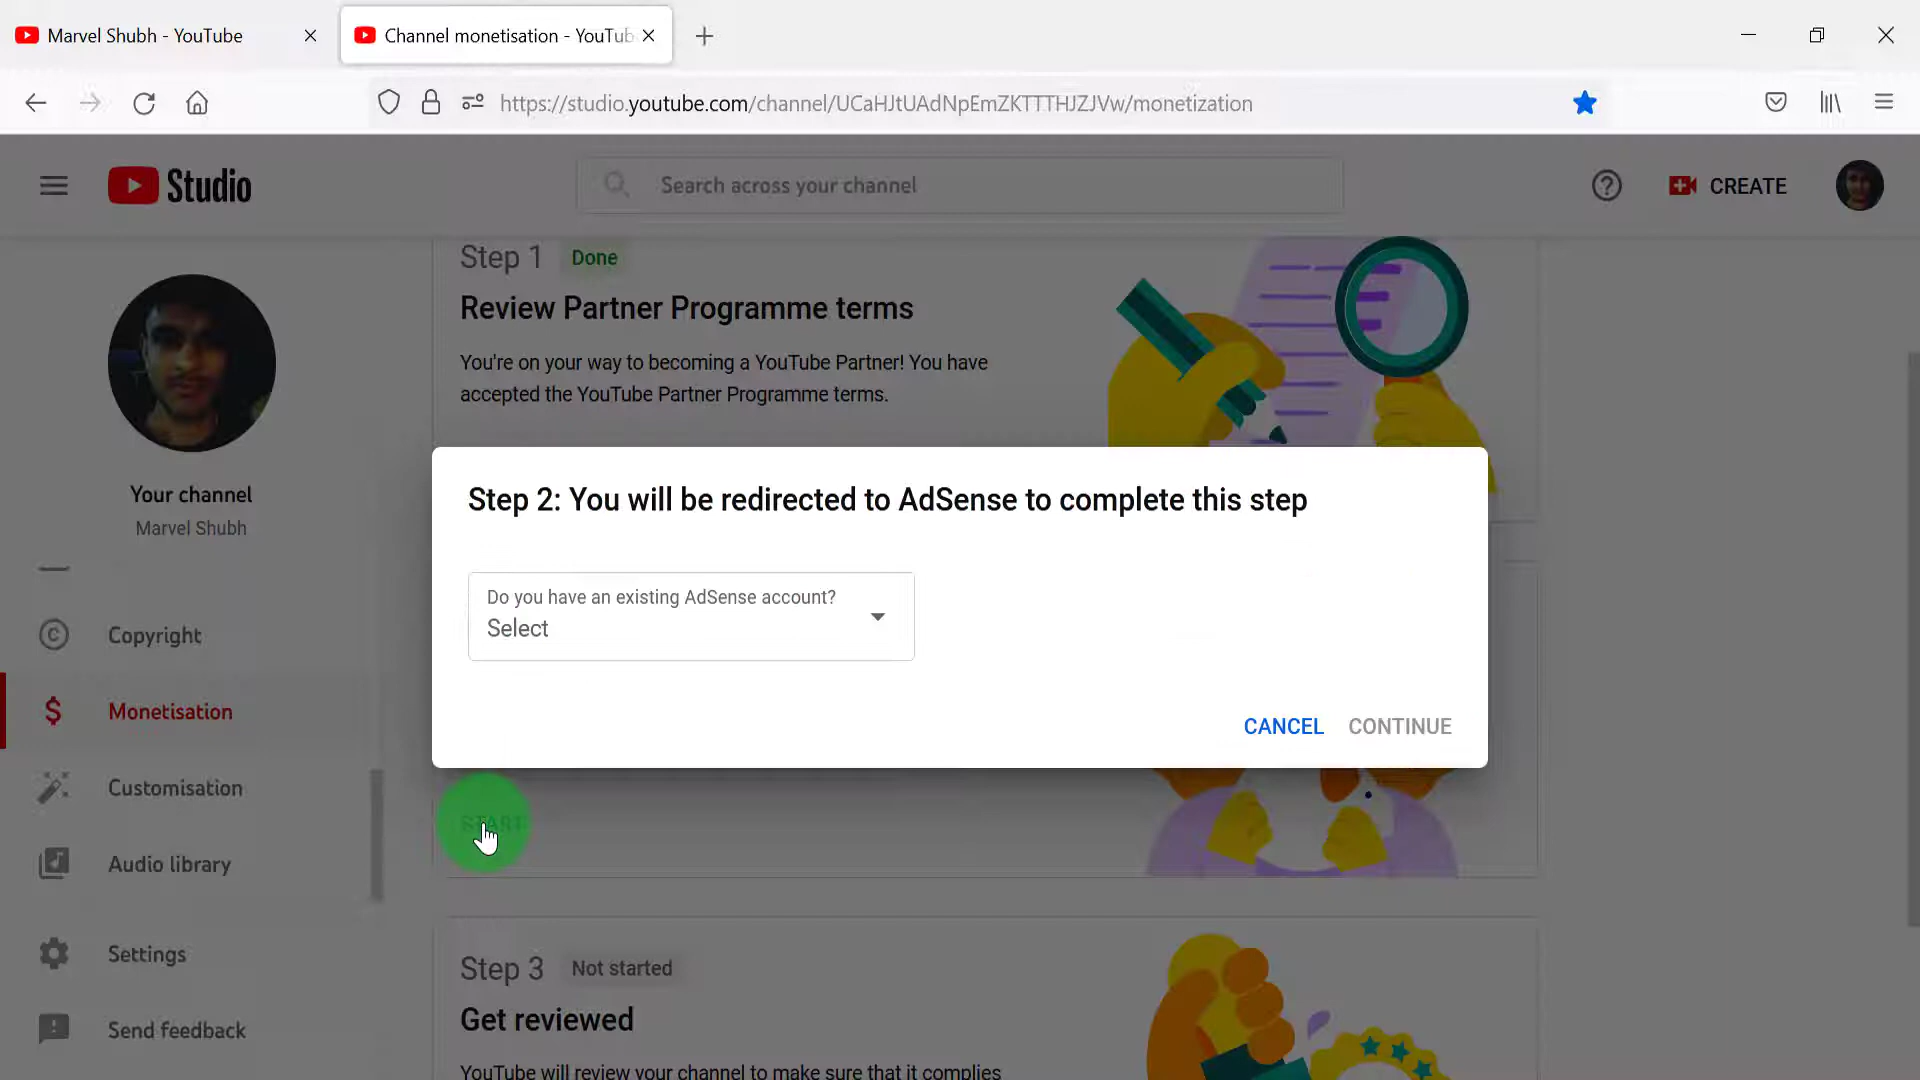 Marvel Shubh - YouTube
Channel monetisation - YouTub
https://studio.youtube.com/channel/UCaHJtUAdNpEmZKTTTHJZJVw/monetization
Studio
Search across your channel
CREATE
Your channel
Marvel Shubh
Copyright
Monetisation
Customisation
Audio library
Settings
Send feedback
Step 1 Done
Review Partner Programme terms
You're on your way to becoming a YouTube Partner! You have
accepted the YouTube Partner Programme terms.
Step 2: You will be redirected to AdSense to complete this step
Do you have an existing AdSense account?
Select
CANCEL CONTINUE
START
Step 3 Not started
Get reviewed
YouTube will review your channel to make sure that it complies